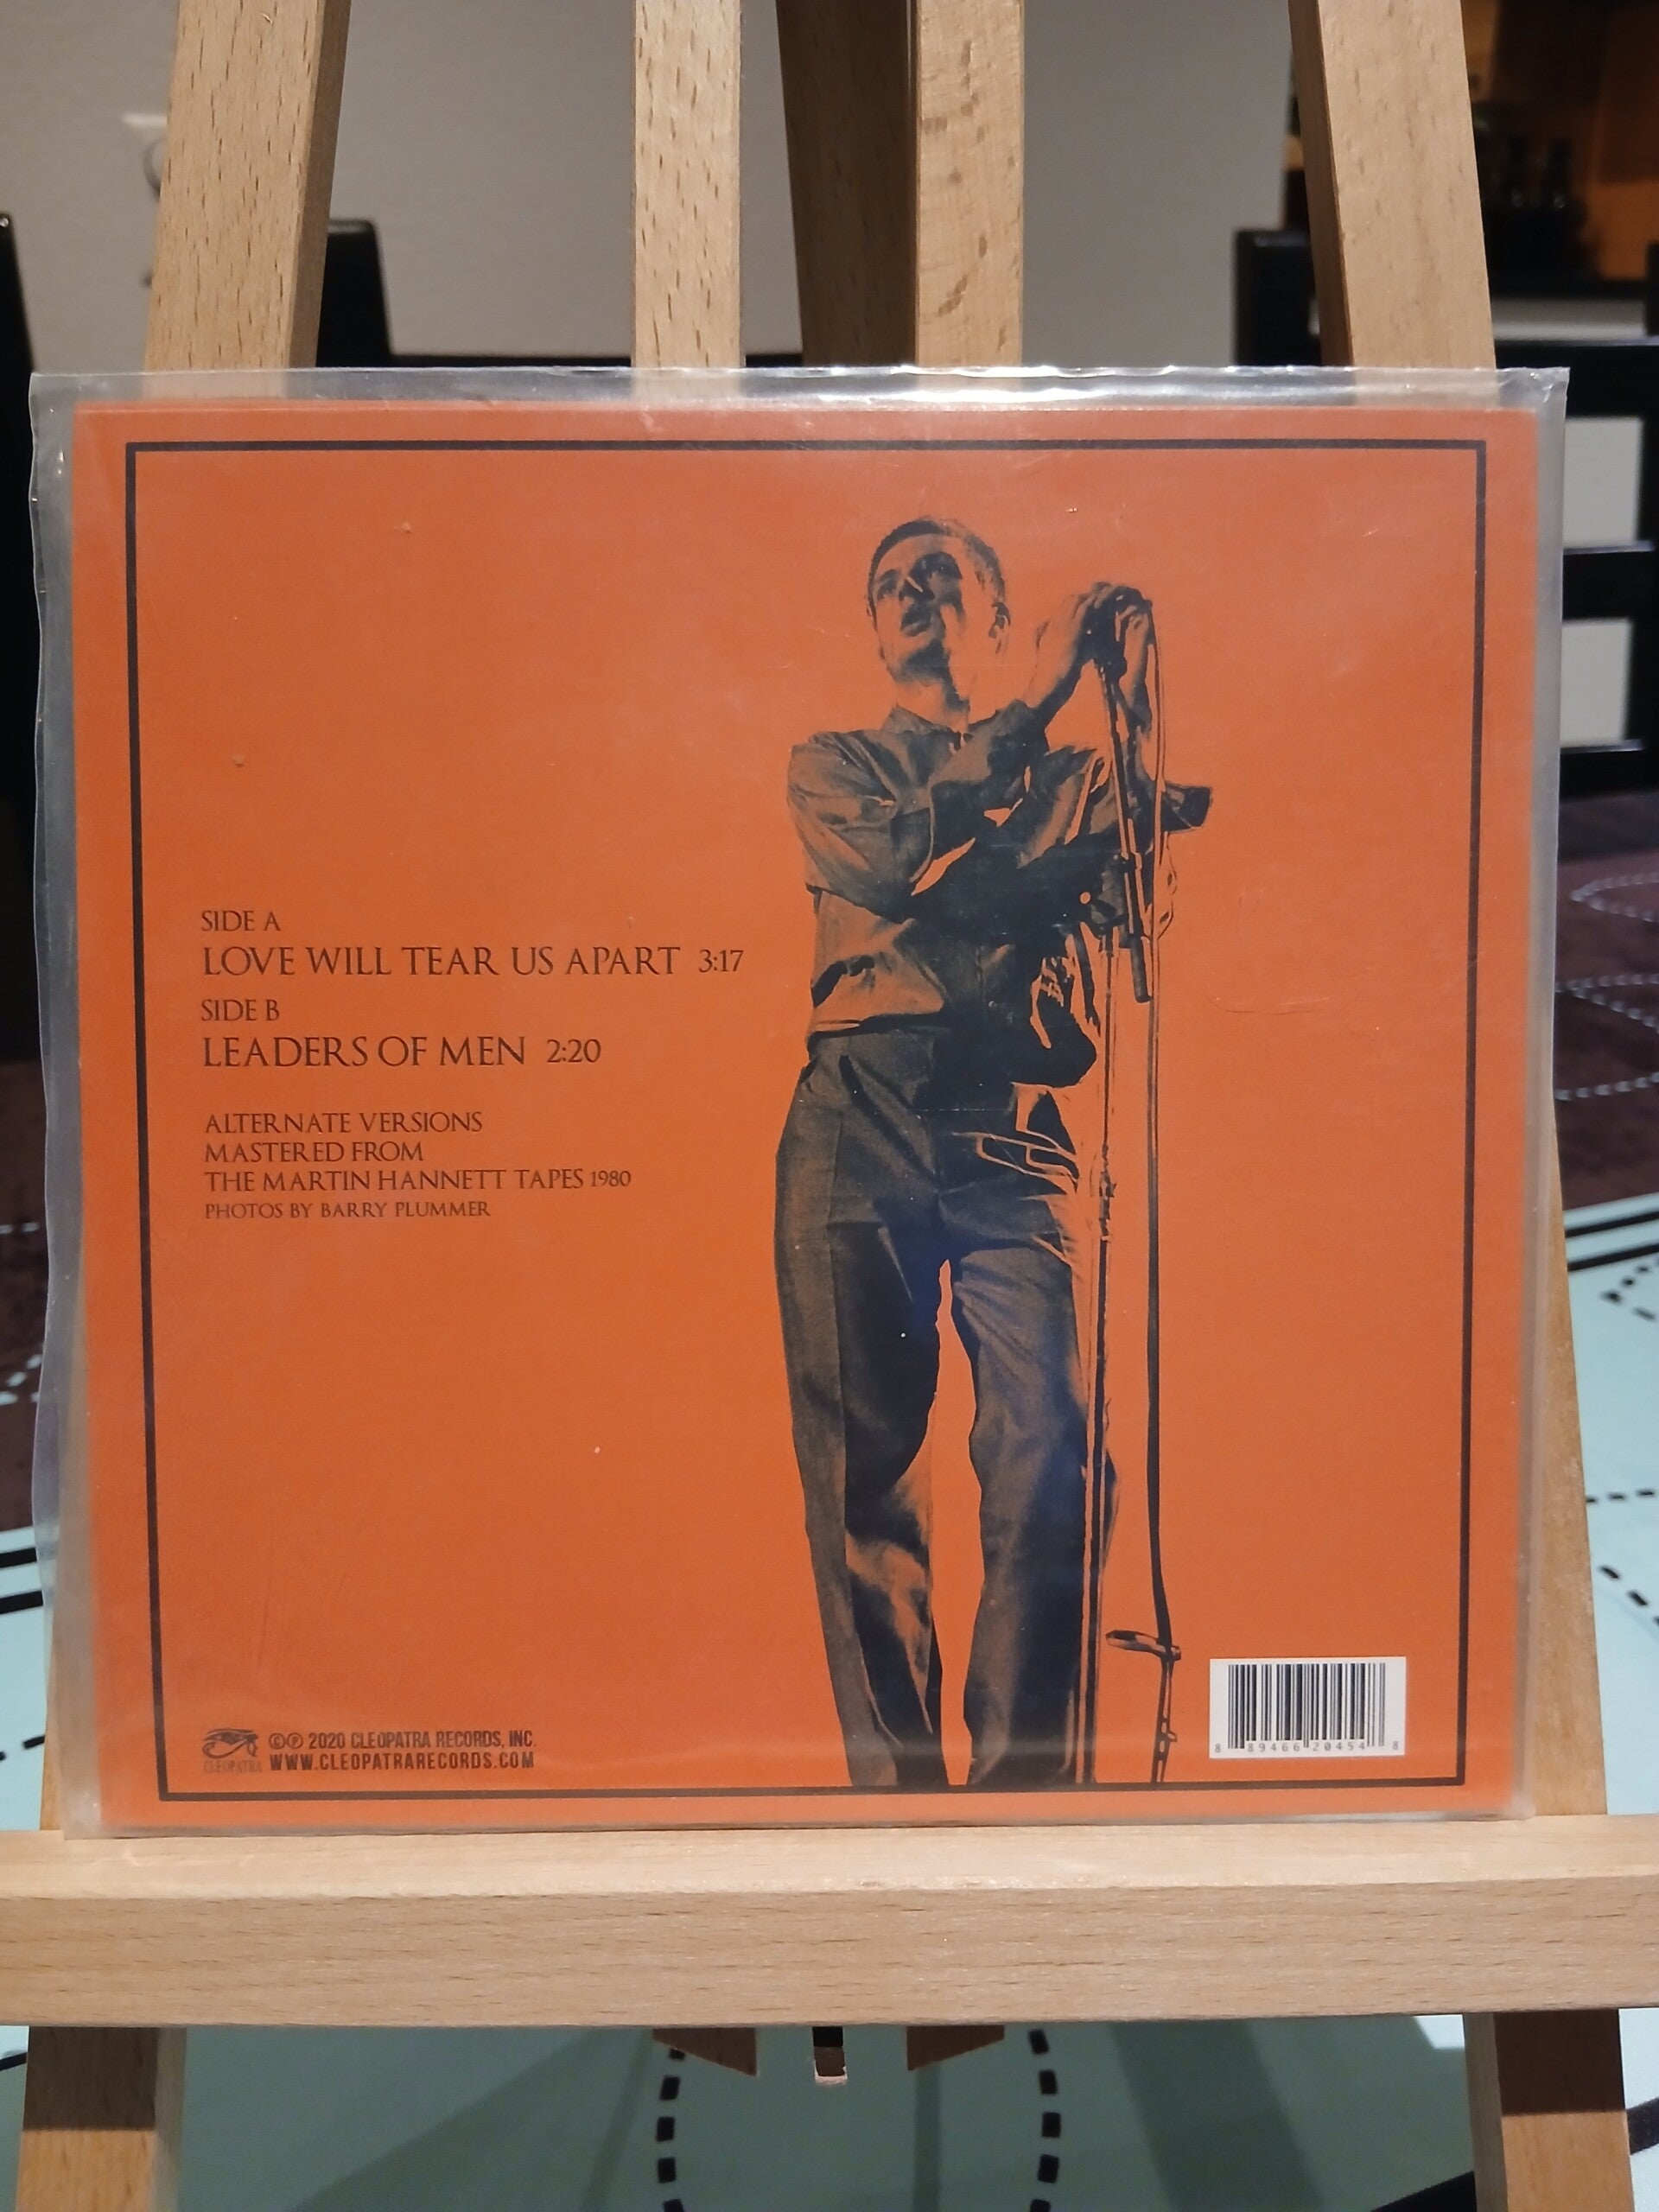 SIDE A
LOVE WILL TEAR US APART 3:17
SIDE B
LEADERS OF MEN 2:20
ALTERNATE VERSIONS
MASTERED FROM
THE MARTIN HANNETT TAPES 1980
PHOTOS BY BARRY PLUMMER
©℗ 2020 CLEOPATRA RECORDS, INC.
CLEOPATRA WWW.CLEOPATRARECORDS.COM
8 89466 20454 8